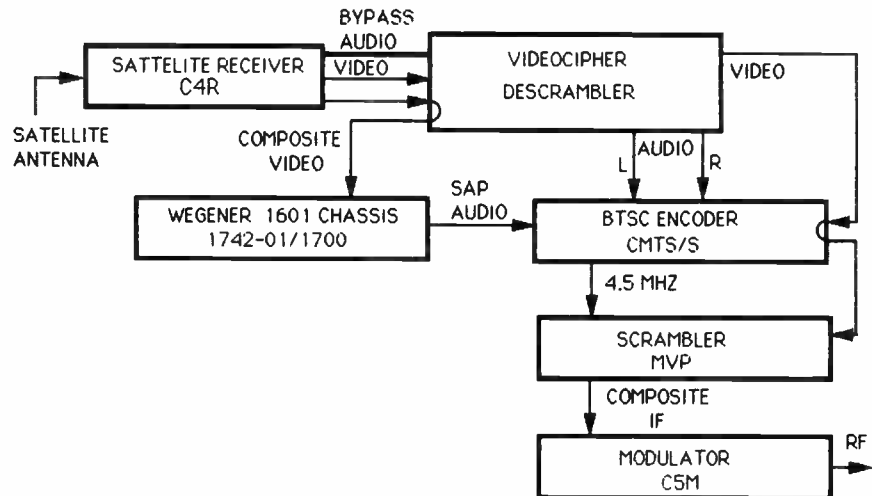 BYPASS
AUDIO
SATTELITE RECEIVER
C4R
VIDEO
VIDEOCIPHER
DESCRAMBLER
VIDEO
SATELLITE
ANTENNA
COMPOSITE
VIDEO
AUDIO
L
R
WEGENER 1601 CHASSIS
1742-01/1700
SAP
AUDIO
BTSC ENCODER
CMTS/S
4.5 MHZ
SCRAMBLER
MVP
COMPOSITE
IF
MODULATOR
C5M
RF